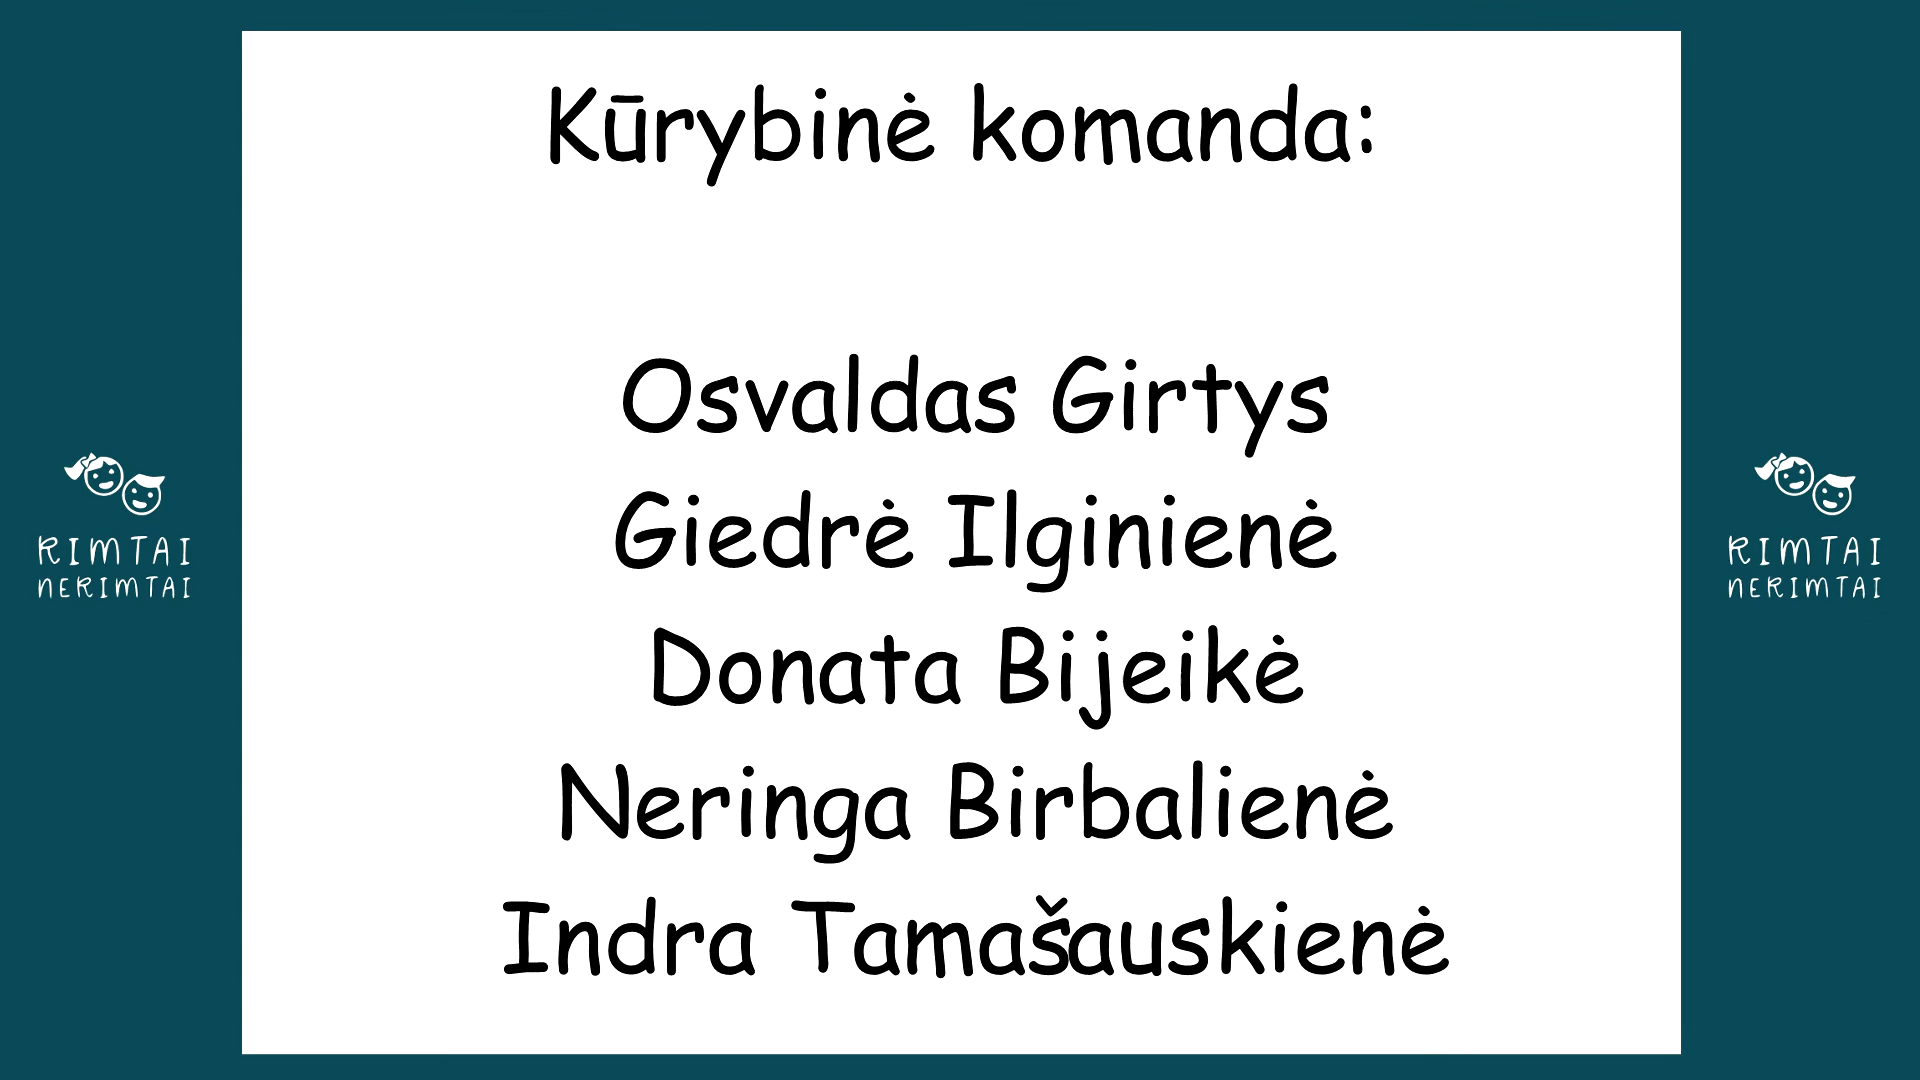 Kūrybinė komanda:
Osvaldas Girtys
Giedrė Ilginienė
Donata Bijeikė
Neringa Birbalienė
Indra Tamašauskienė
RIMTAI
NERIMTAI
RIMTAI
NERIMTAI